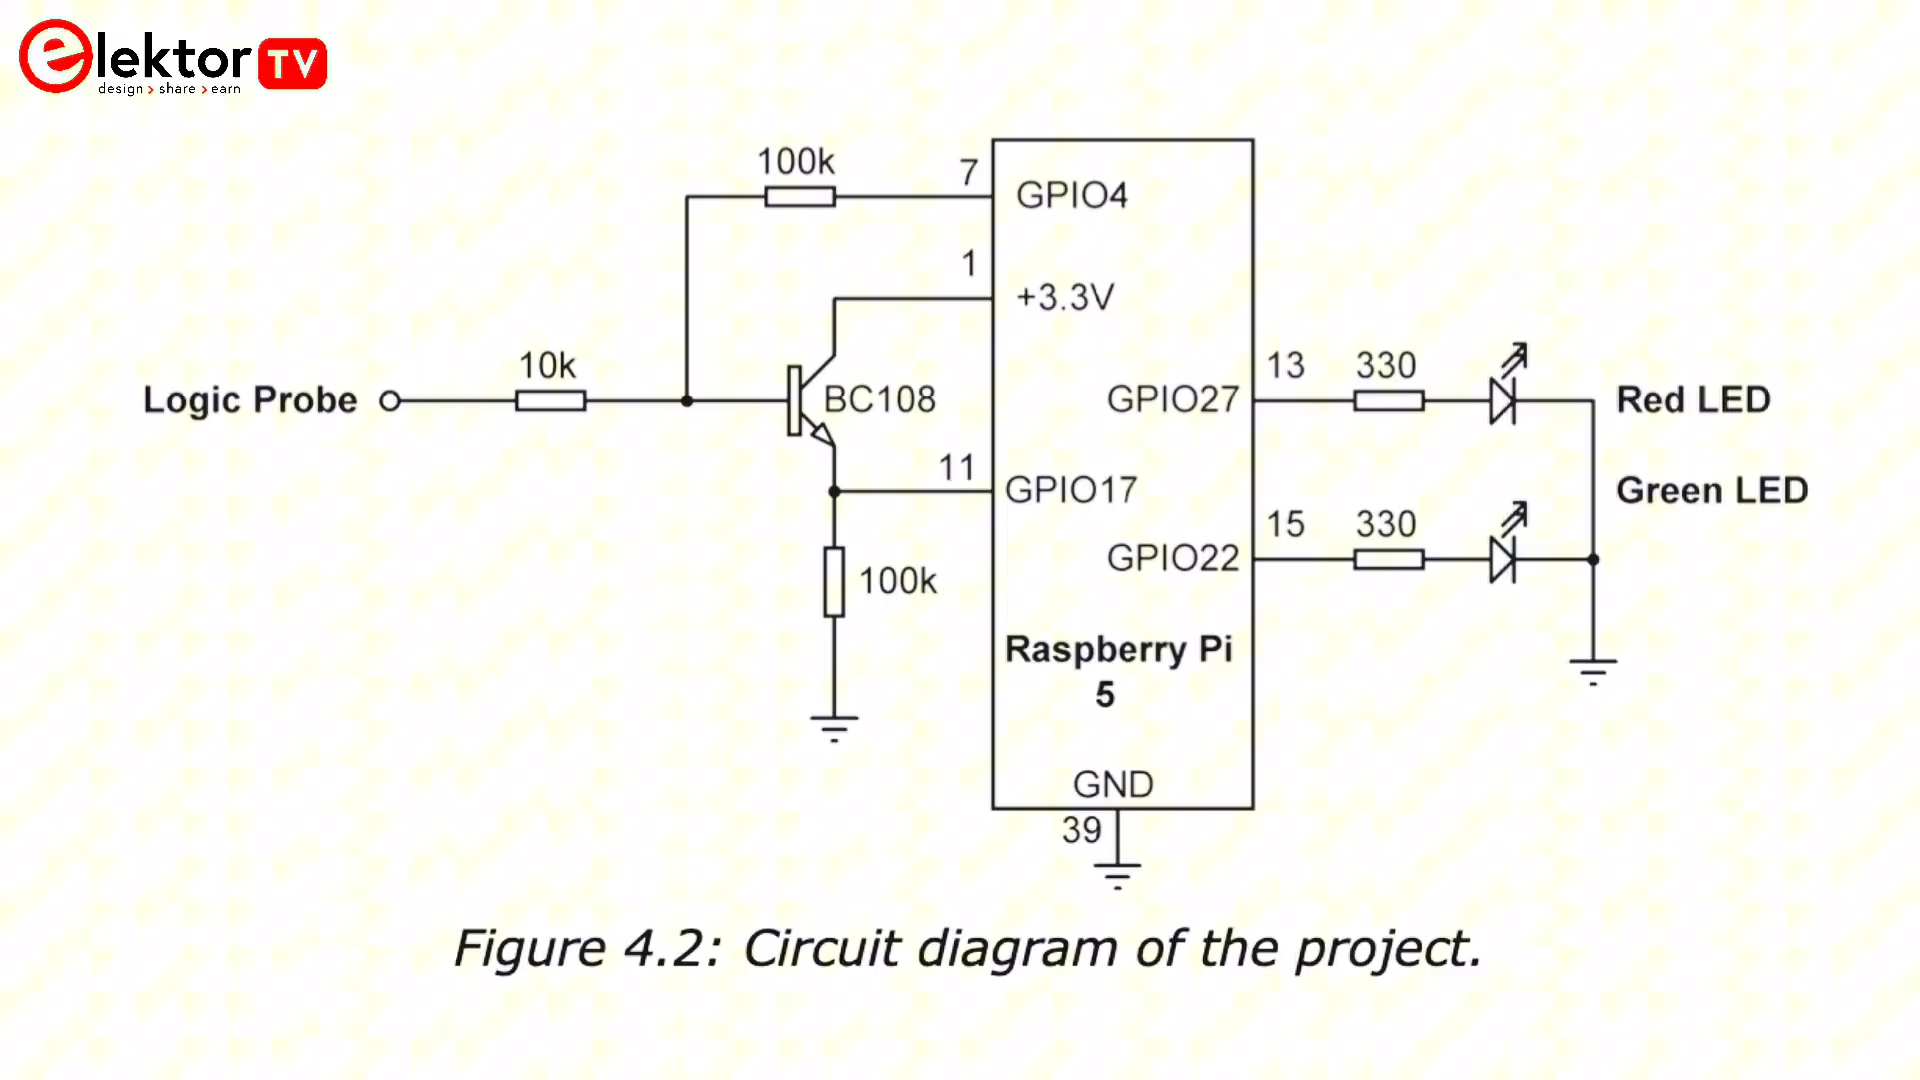 elektor TV
design > share > earn
100k
7
GPIO4
1
+3.3V
10k
13
330
Logic Probe
BC108
GPIO27
Red LED
11
GPIO17
Green LED
15
330
GPIO22
100k
Raspberry Pi
5
GND
39
Figure 4.2: Circuit diagram of the project.